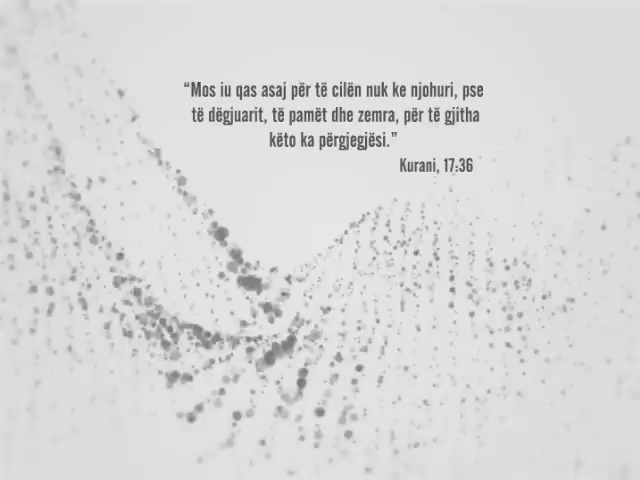 “Mos iu qas asaj për të cilën nuk ke njohuri, pse
të dëgjuarit, të pamët dhe zemra, për të gjitha
këto ka përgjegjësi.”
Kurani, 17:36